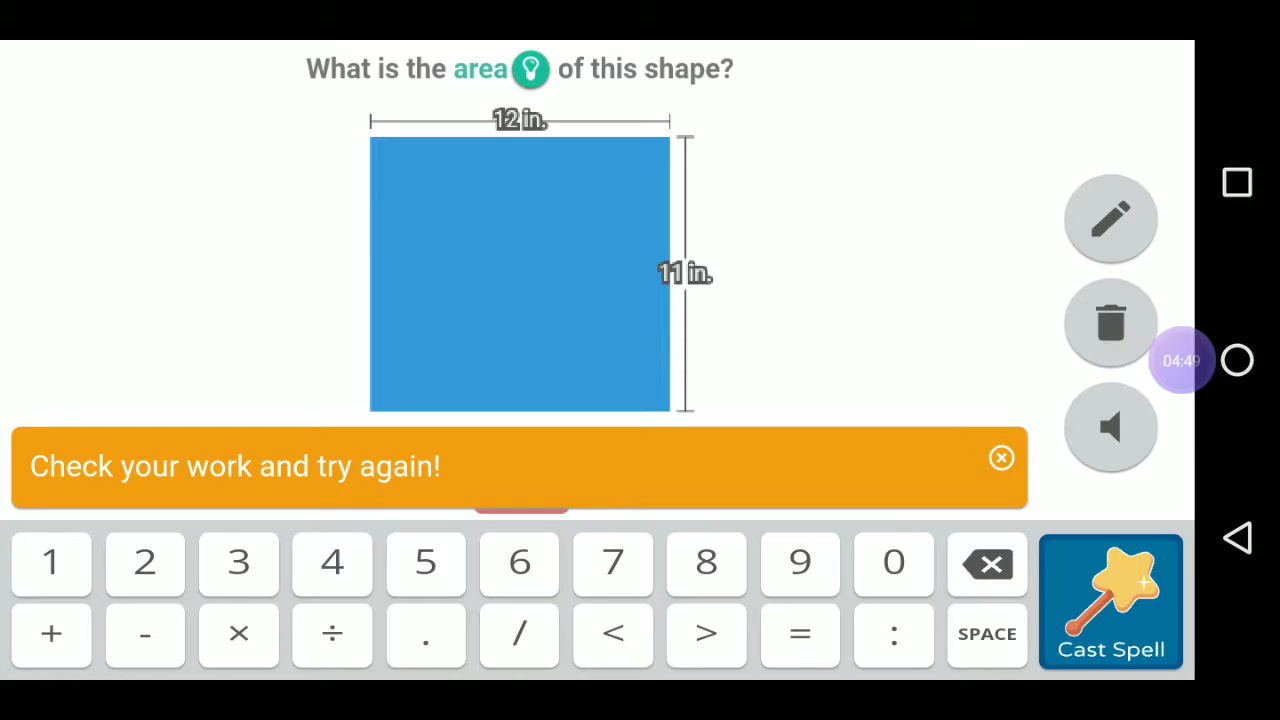 What is the area of this shape?
12 in.
11 in.
04:49
Check your work and try again!
1 2 3 4 5 6 7 8 9 0
+ - × ÷ . / < > = : SPACE
Cast Spell